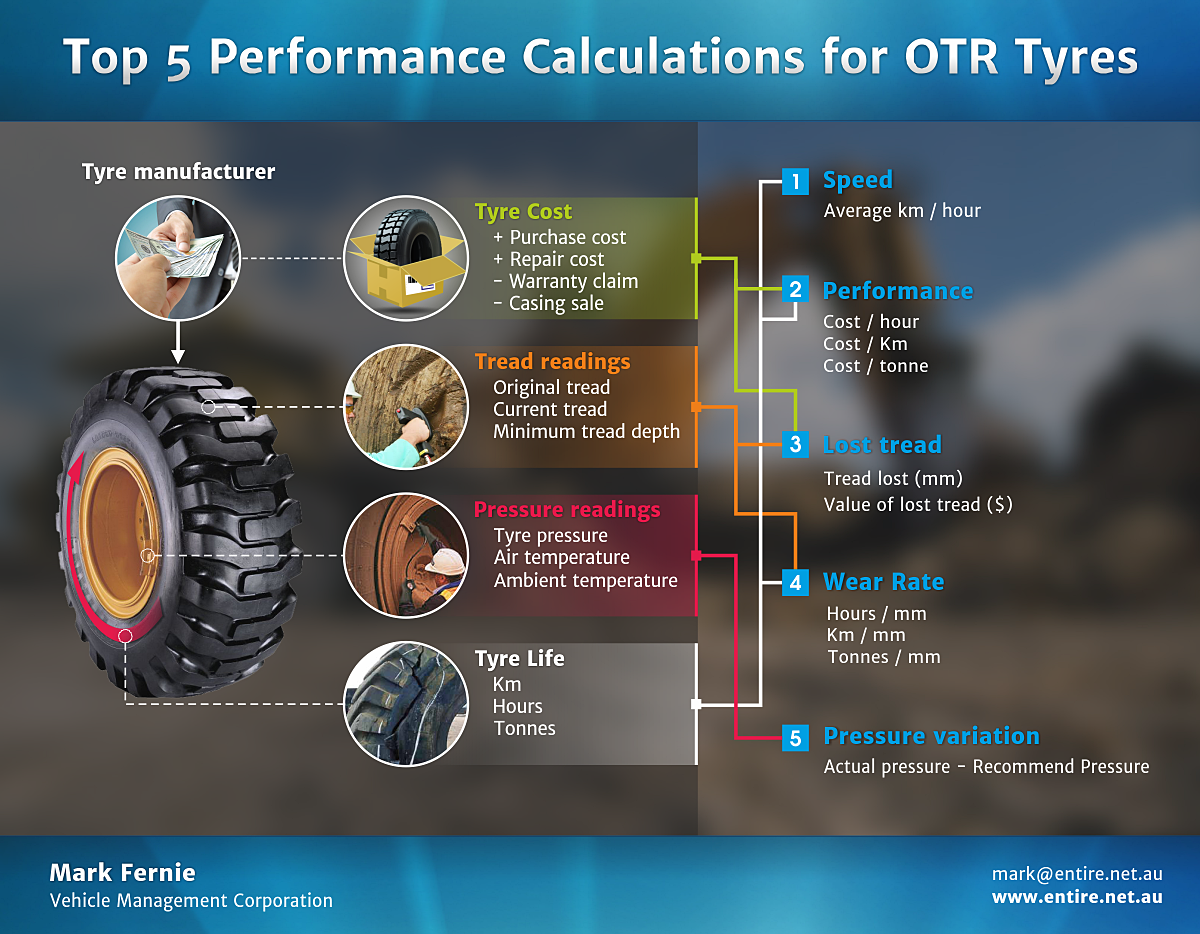 Top 5 Performance Calculations for OTR Tyres
Tyre manufacturer
Tyre Cost
+ Purchase cost
+ Repair cost
- Warranty claim
- Casing sale
Tread readings
Original tread
Current tread
Minimum tread depth
Pressure readings
Tyre pressure
Air temperature
Ambient temperature
Tyre Life
Km
Hours
Tonnes
1 Speed
Average km / hour
2 Performance
Cost / hour
Cost / Km
Cost / tonne
3 Lost tread
Tread lost (mm)
Value of lost tread ($)
4 Wear Rate
Hours / mm
Km / mm
Tonnes / mm
5 Pressure variation
Actual pressure - Recommend Pressure
Mark Fernie
Vehicle Management Corporation
mark@entire.net.au
www.entire.net.au